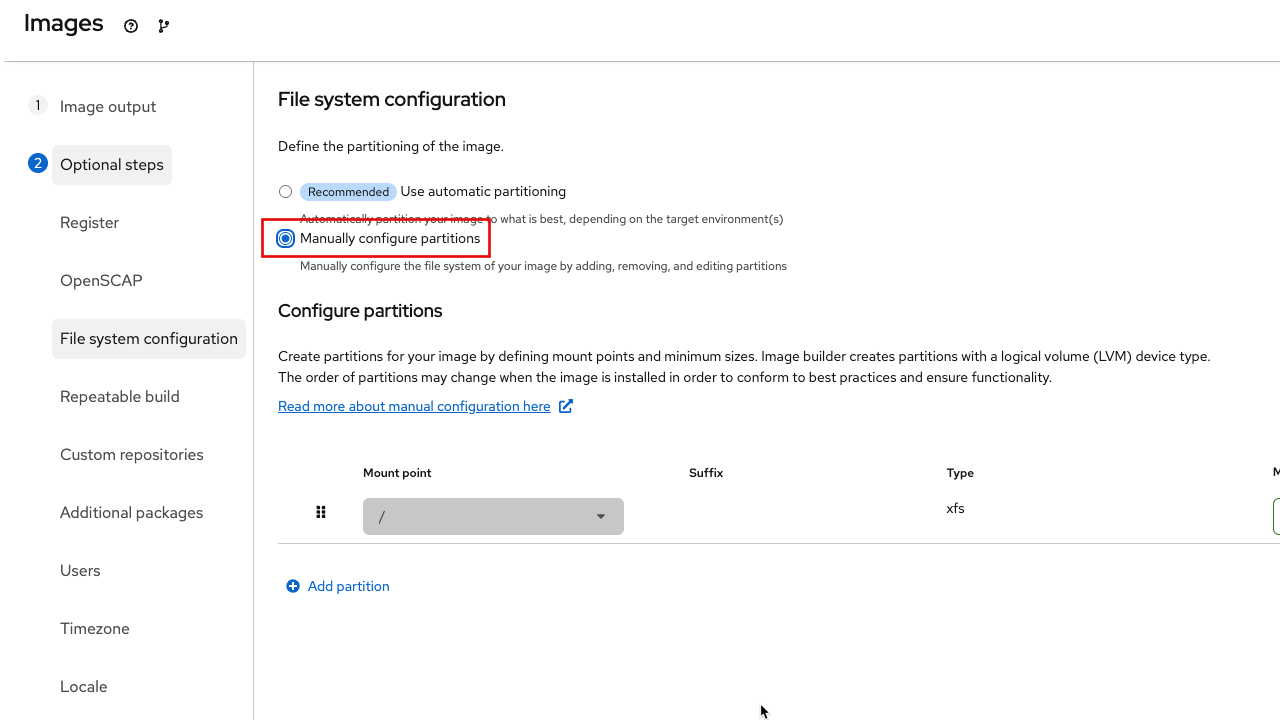 Images
1 Image output
2 Optional steps
Register
OpenSCAP
File system configuration
Repeatable build
Custom repositories
Additional packages
Users
Timezone
Locale
File system configuration
Define the partitioning of the image.
Recommended Use automatic partitioning
Automatically partition your image to what is best, depending on the target environment(s)
Manually configure partitions
Manually configure the file system of your image by adding, removing, and editing partitions
Configure partitions
Create partitions for your image by defining mount points and minimum sizes. Image builder creates partitions with a logical volume (LVM) device type.
The order of partitions may change when the image is installed in order to conform to best practices and ensure functionality.
Read more about manual configuration here
Mount point Suffix Type
/ xfs
Add partition